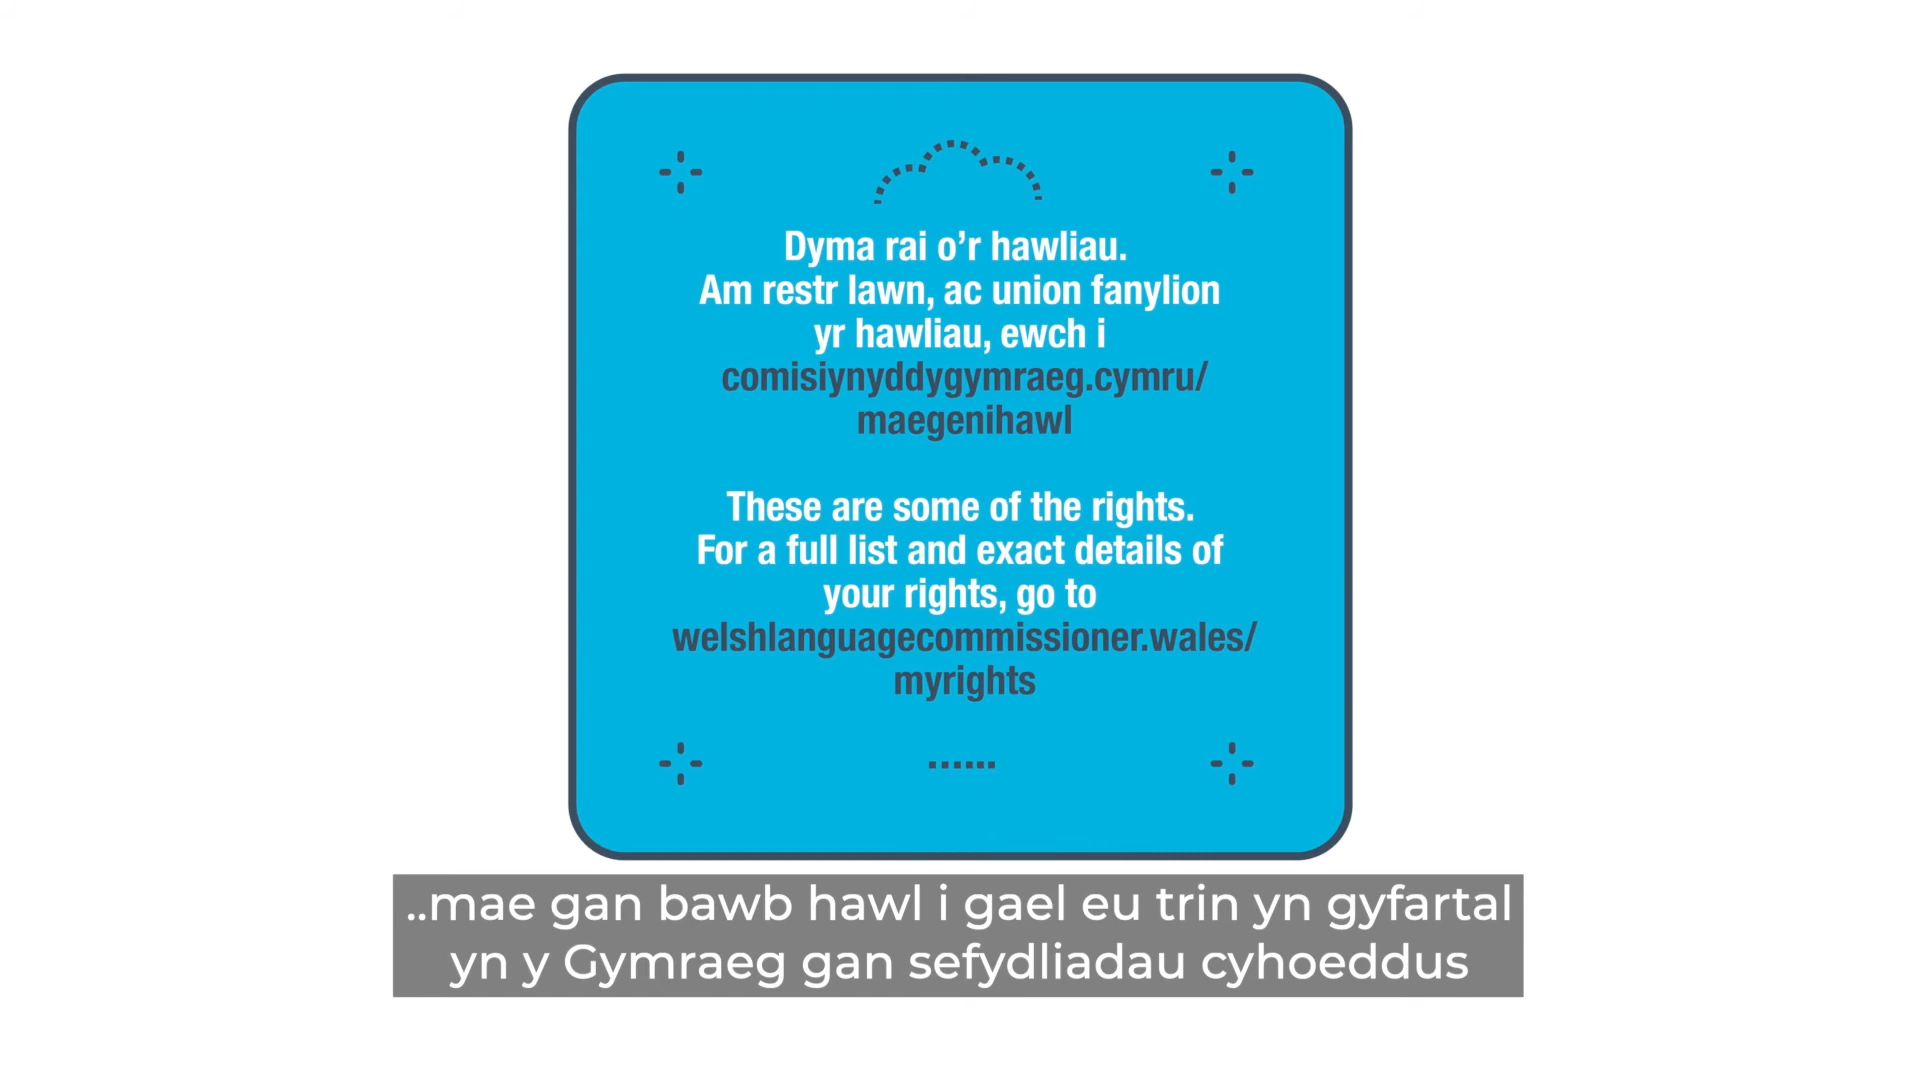 Dyma rai o’r hawliau.
Am restr lawn, ac union fanylion
yr hawliau, ewch i
comisiynyddygymraeg.cymru/
maegenihawl
These are some of the rights.
For a full list and exact details of
your rights, go to
welshlanguagecommissioner.wales/
myrights
..mae gan bawb hawl i gael eu trin yn gyfartal
yn y Gymraeg gan sefydliadau cyhoeddus